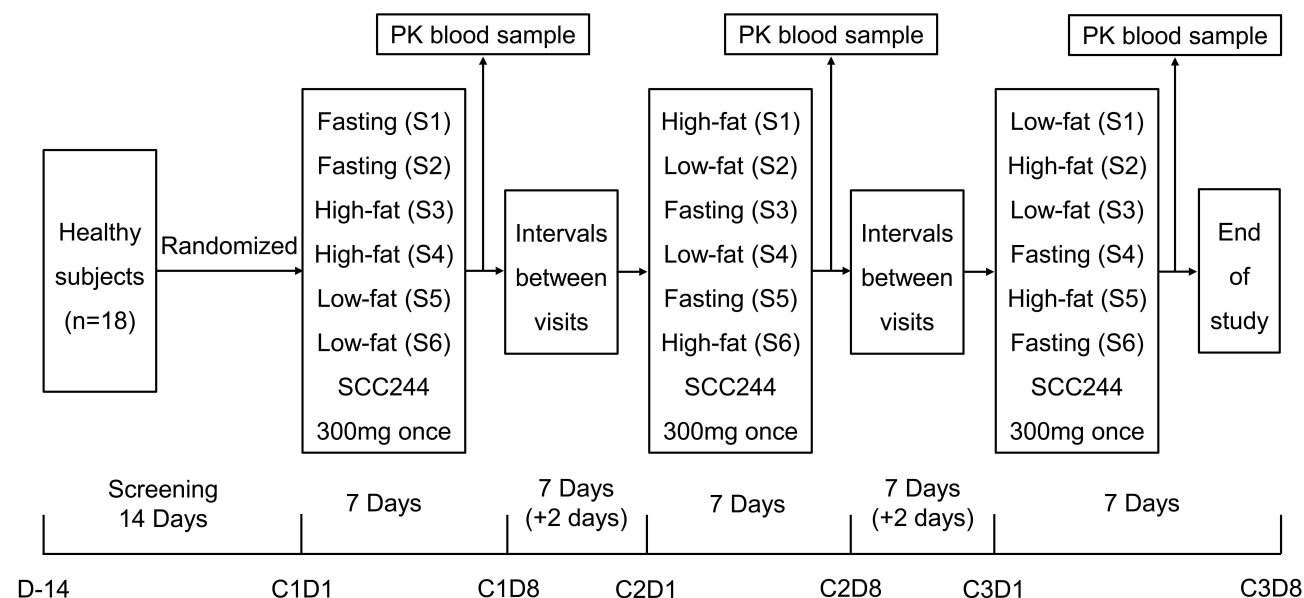 PK blood sample
PK blood sample
PK blood sample
Healthy
subjects
(n=18)
Randomized
Fasting (S1)
Fasting (S2)
High-fat (S3)
High-fat (S4)
Low-fat (S5)
Low-fat (S6)
SCC244
300mg once
Intervals
between
visits
High-fat (S1)
Low-fat (S2)
Fasting (S3)
Low-fat (S4)
Fasting (S5)
High-fat (S6)
SCC244
300mg once
Intervals
between
visits
Low-fat (S1)
High-fat (S2)
Low-fat (S3)
Fasting (S4)
High-fat (S5)
Fasting (S6)
SCC244
300mg once
End
of
study
Screening
14 Days
7 Days
7 Days
(+2 days)
7 Days
7 Days
(+2 days)
7 Days
D-14
C1D1
C1D8
C2D1
C2D8
C3D1
C3D8